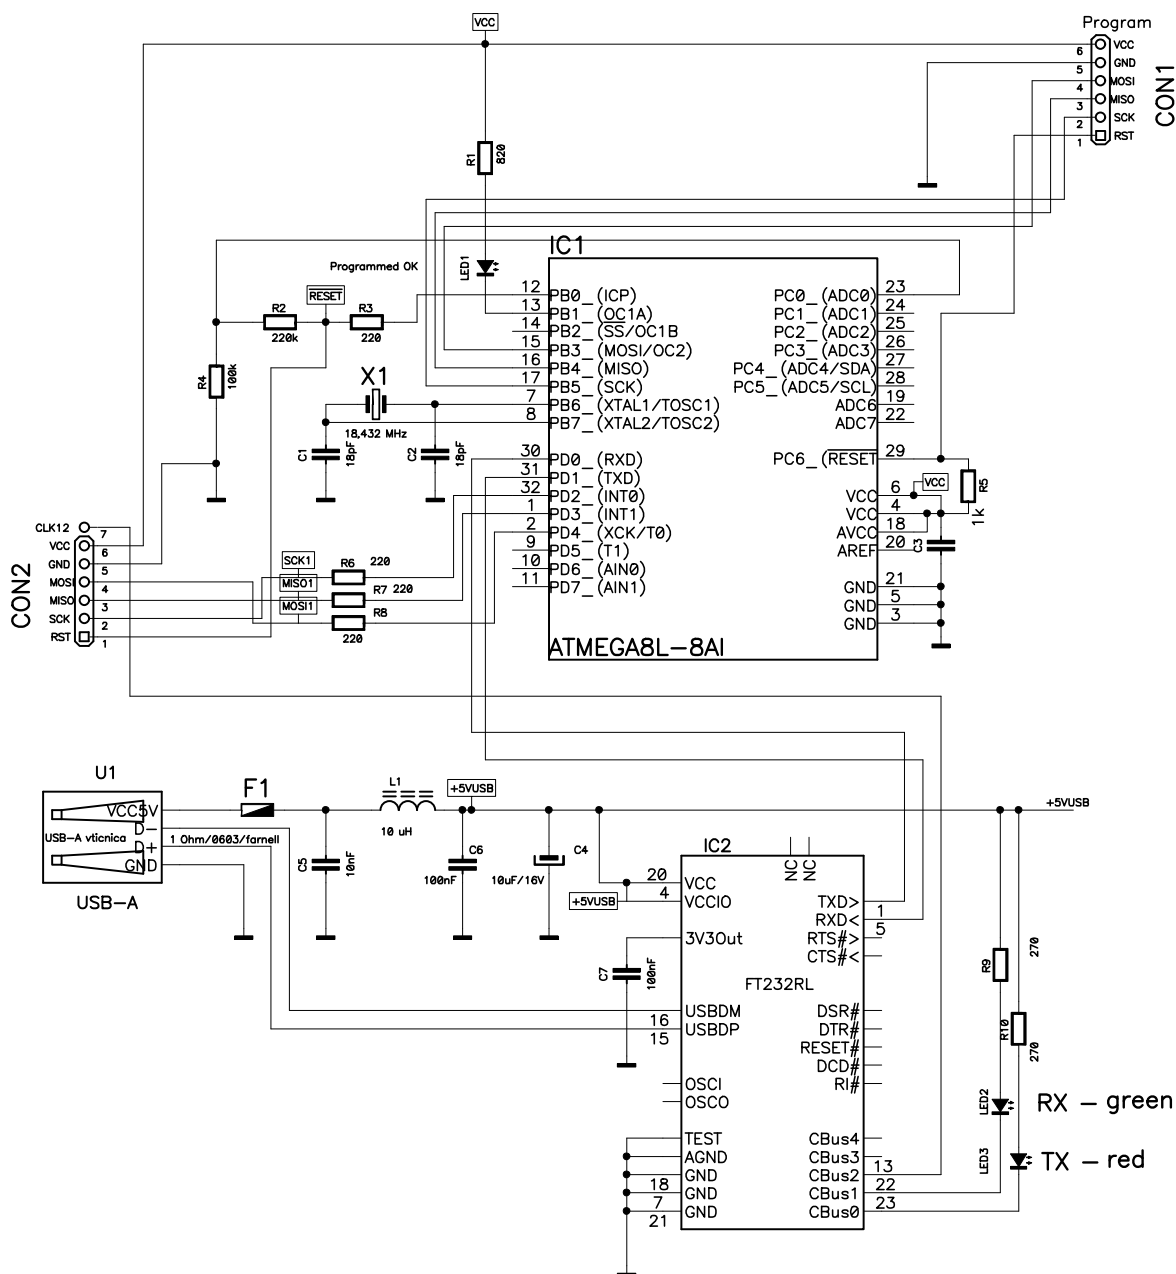 VCC
Program
VCC
6
GND
5
MOSI
4
MISO
3
SCK
2
RST
1
CON1
R1
820
LED1
Programmed OK
RESET
R2
220k
R3
220
R4
100k
X1
18,432 MHz
C1
18pF
C2
18pF
IC1
12 PB0_(ICP)
13 PB1_(OC1A)
14 PB2_(SS/OC1B
15 PB3_(MOSI/OC2)
16 PB4_(MISO)
17 PB5_(SCK)
7 PB6_(XTAL1/TOSC1)
8 PB7_(XTAL2/TOSC2)
30 PD0_(RXD)
31 PD1_(TXD)
32 PD2_(INT0)
1 PD3_(INT1)
2 PD4_(XCK/T0)
9 PD5_(T1)
10 PD6_(AIN0)
11 PD7_(AIN1)
PC0_(ADC0) 23
PC1_(ADC1) 24
PC2_(ADC2) 25
PC3_(ADC3) 26
PC4_(ADC4/SDA) 27
PC5_(ADC5/SCL) 28
ADC6 19
ADC7 22
PC6_(RESET 29
VCC 6
VCC 4
AVCC 18
AREF 20
GND 21
GND 5
GND 3
ATMEGA8L-8AI
VCC
R5
1k
C3
CLK12
7
VCC
6
GND
5
MOSI
4
MISO
3
SCK
2
RST
1
CON2
SCK1
MISO1
MOSI1
R6 220
R7 220
R8
220
U1
VCC5V
D-
USB-A vticnica
D+
GND
USB-A
F1
1 Ohm/0603/farnell
L1
10 uH
+5VUSB
+5VUSB
C5
10nF
C6
100nF
C4
10uF/16V
IC2
NC
NC
20 VCC
4 VCCIO
+5VUSB
3V3Out
C7
100nF
FT232RL
USBDM
16
USBDP
15
OSCI
OSCO
TEST
AGND
GND
18
GND
7
GND
21
TXD>
1
RXD<
5
RTS#>
CTS#<
DSR#
DTR#
RESET#
DCD#
RI#
CBus4
CBus3
13
CBus2
22
CBus1
23
CBus0
R9
270
R10
270
LED2
RX - green
LED3
TX - red